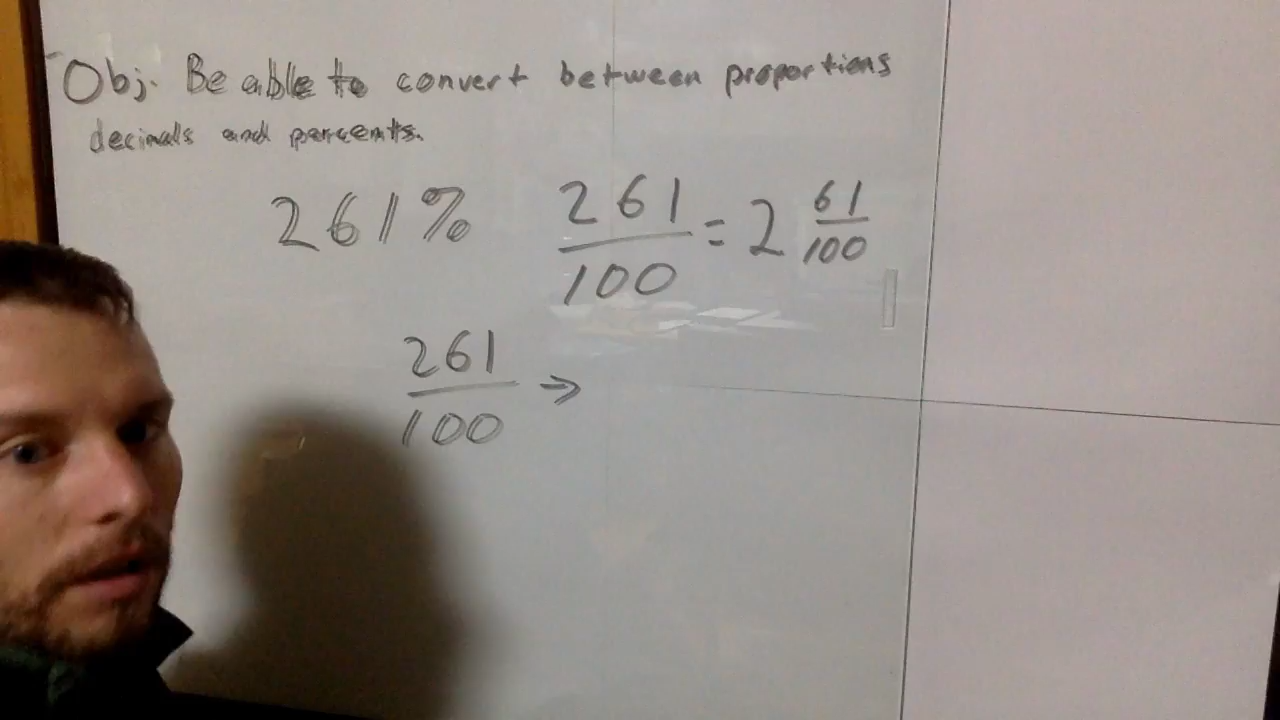 Obj. Be able to convert between proportions
decimals and percents.
261% 261/100 = 2 61/100
261/100 →